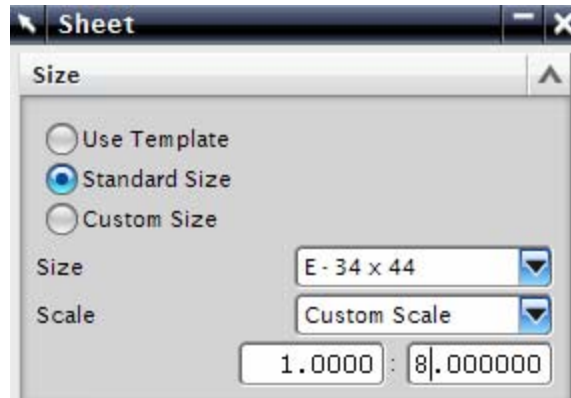 Sheet
Size
Use Template
Standard Size
Custom Size
Size E - 34 x 44
Scale Custom Scale
1.0000 : 8.000000